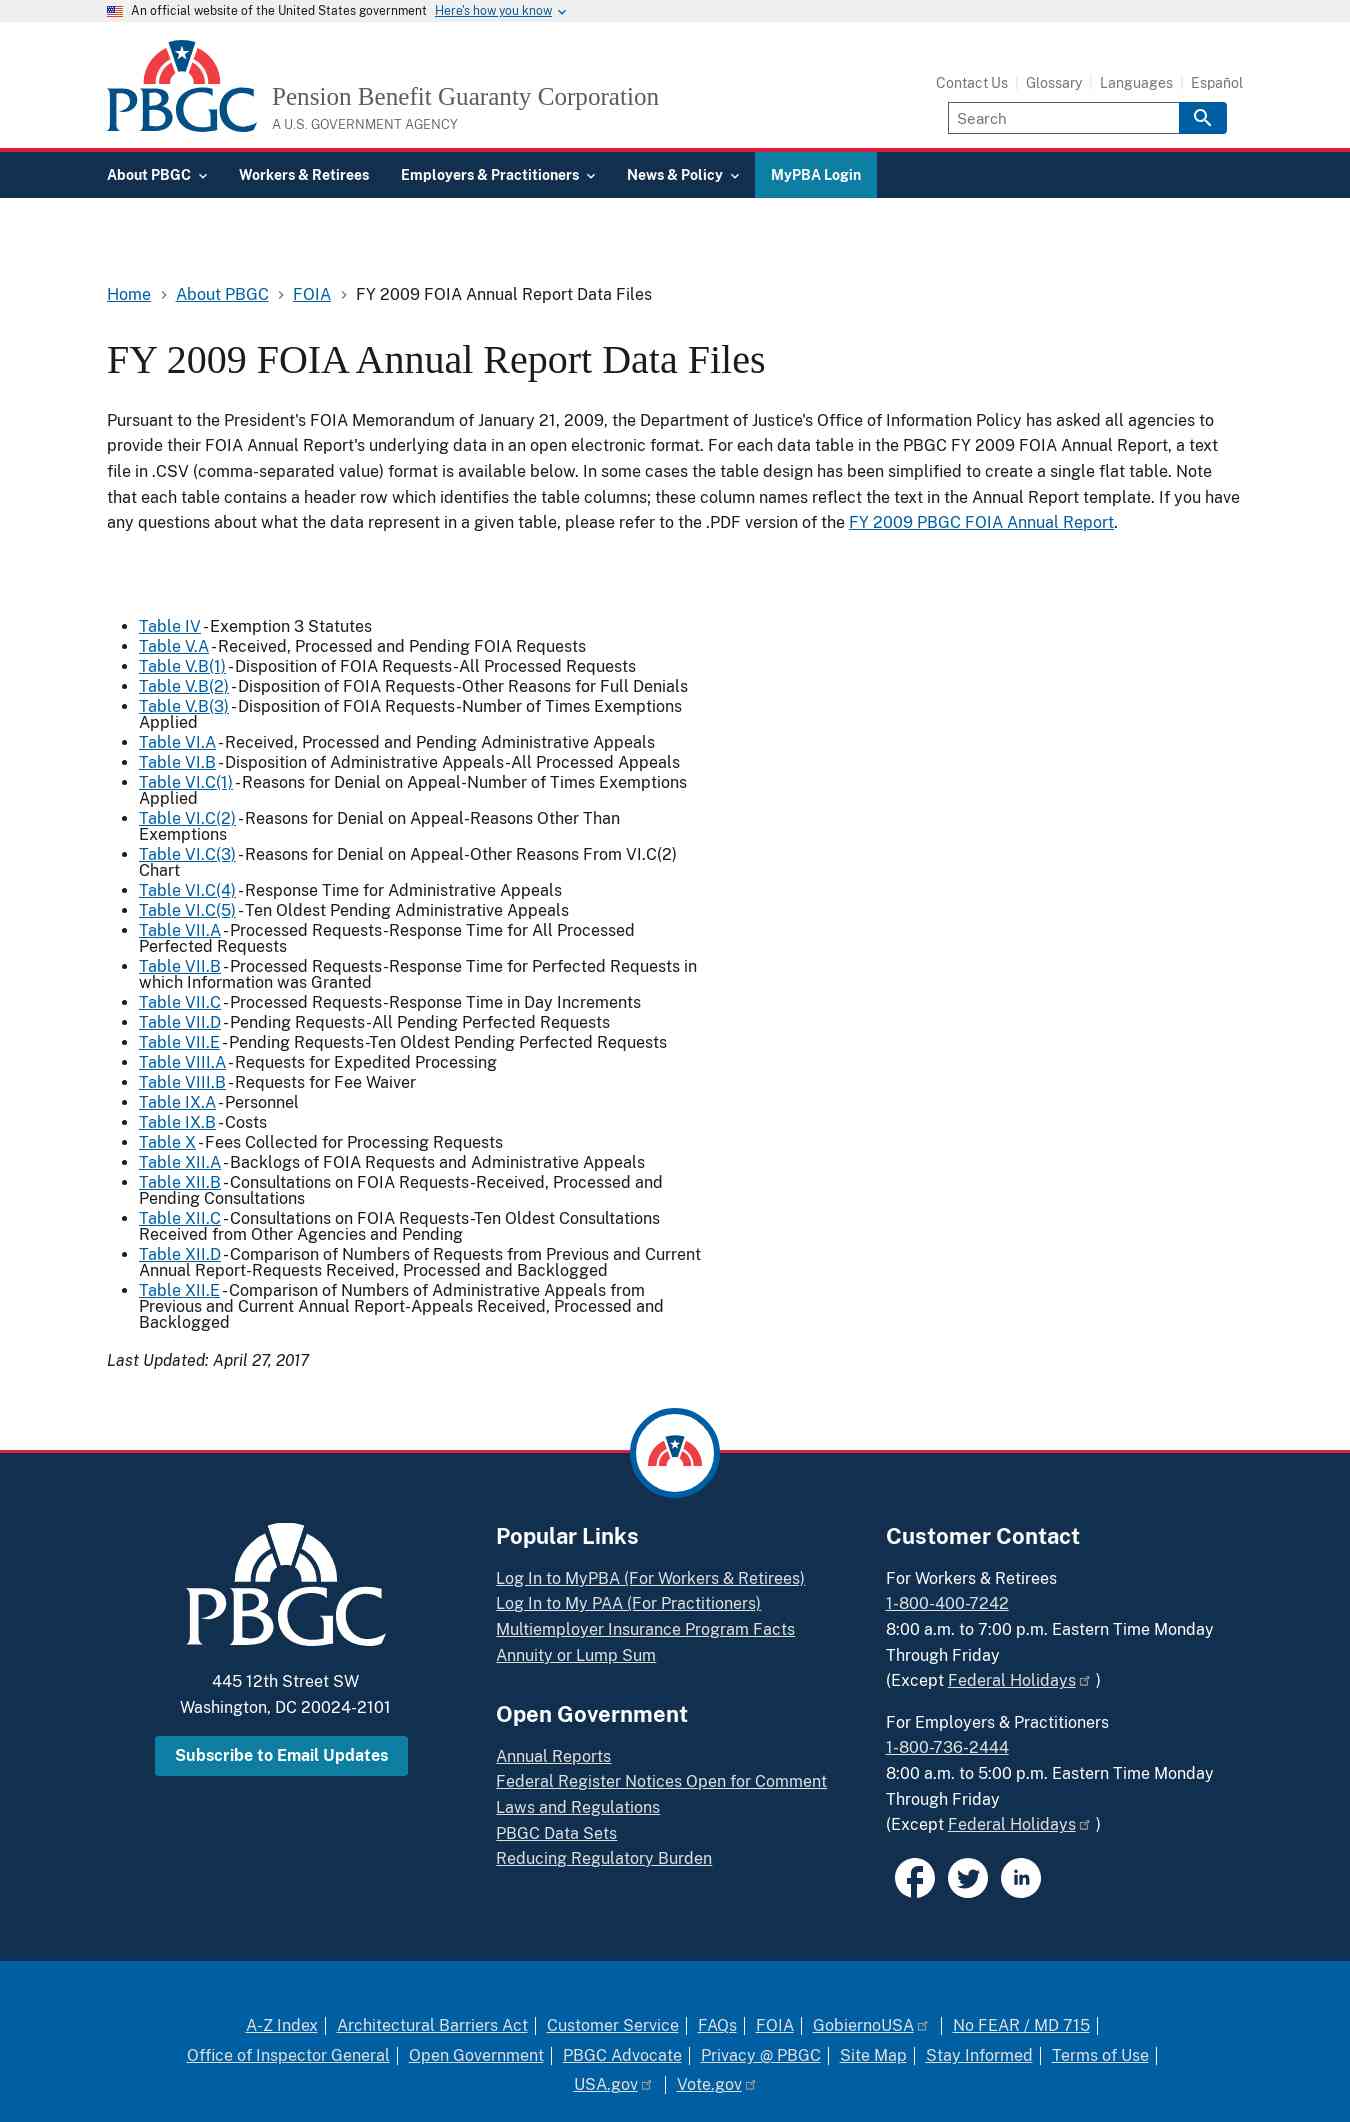 An official website of the United States government Here's how you know
PBGC
Pension Benefit Guaranty Corporation
A U.S. GOVERNMENT AGENCY
Contact Us Glossary Languages Español
Search
About PBGC Workers & Retirees Employers & Practitioners News & Policy MyPBA Login
Home About PBGC FOIA FY 2009 FOIA Annual Report Data Files
FY 2009 FOIA Annual Report Data Files
Pursuant to the President's FOIA Memorandum of January 21, 2009, the Department of Justice's Office of Information Policy has asked all agencies to
provide their FOIA Annual Report's underlying data in an open electronic format. For each data table in the PBGC FY 2009 FOIA Annual Report, a text
file in .CSV (comma-separated value) format is available below. In some cases the table design has been simplified to create a single flat table. Note
that each table contains a header row which identifies the table columns; these column names reflect the text in the Annual Report template. If you have
any questions about what the data represent in a given table, please refer to the .PDF version of the FY 2009 PBGC FOIA Annual Report.
Table IV - Exemption 3 Statutes
Table V.A - Received, Processed and Pending FOIA Requests
Table V.B(1) - Disposition of FOIA Requests-All Processed Requests
Table V.B(2) - Disposition of FOIA Requests-Other Reasons for Full Denials
Table V.B(3) - Disposition of FOIA Requests-Number of Times Exemptions
Applied
Table VI.A - Received, Processed and Pending Administrative Appeals
Table VI.B - Disposition of Administrative Appeals-All Processed Appeals
Table VI.C(1) - Reasons for Denial on Appeal-Number of Times Exemptions
Applied
Table VI.C(2) - Reasons for Denial on Appeal-Reasons Other Than
Exemptions
Table VI.C(3) - Reasons for Denial on Appeal-Other Reasons From VI.C(2)
Chart
Table VI.C(4) - Response Time for Administrative Appeals
Table VI.C(5) - Ten Oldest Pending Administrative Appeals
Table VII.A - Processed Requests-Response Time for All Processed
Perfected Requests
Table VII.B - Processed Requests-Response Time for Perfected Requests in
which Information was Granted
Table VII.C - Processed Requests-Response Time in Day Increments
Table VII.D - Pending Requests-All Pending Perfected Requests
Table VII.E - Pending Requests-Ten Oldest Pending Perfected Requests
Table VIII.A - Requests for Expedited Processing
Table VIII.B - Requests for Fee Waiver
Table IX.A - Personnel
Table IX.B - Costs
Table X - Fees Collected for Processing Requests
Table XII.A - Backlogs of FOIA Requests and Administrative Appeals
Table XII.B - Consultations on FOIA Requests-Received, Processed and
Pending Consultations
Table XII.C - Consultations on FOIA Requests-Ten Oldest Consultations
Received from Other Agencies and Pending
Table XII.D - Comparison of Numbers of Requests from Previous and Current
Annual Report-Requests Received, Processed and Backlogged
Table XII.E - Comparison of Numbers of Administrative Appeals from
Previous and Current Annual Report-Appeals Received, Processed and
Backlogged
Last Updated: April 27, 2017
PBGC
445 12th Street SW
Washington, DC 20024-2101
Subscribe to Email Updates
Popular Links
Log In to MyPBA (For Workers & Retirees)
Log In to My PAA (For Practitioners)
Multiemployer Insurance Program Facts
Annuity or Lump Sum
Open Government
Annual Reports
Federal Register Notices Open for Comment
Laws and Regulations
PBGC Data Sets
Reducing Regulatory Burden
Customer Contact
For Workers & Retirees
1-800-400-7242
8:00 a.m. to 7:00 p.m. Eastern Time Monday
Through Friday
(Except Federal Holidays )
For Employers & Practitioners
1-800-736-2444
8:00 a.m. to 5:00 p.m. Eastern Time Monday
Through Friday
(Except Federal Holidays )
in
A-Z Index Architectural Barriers Act Customer Service FAQs FOIA GobiernoUSA No FEAR / MD 715
Office of Inspector General Open Government PBGC Advocate Privacy @ PBGC Site Map Stay Informed Terms of Use
USA.gov Vote.gov